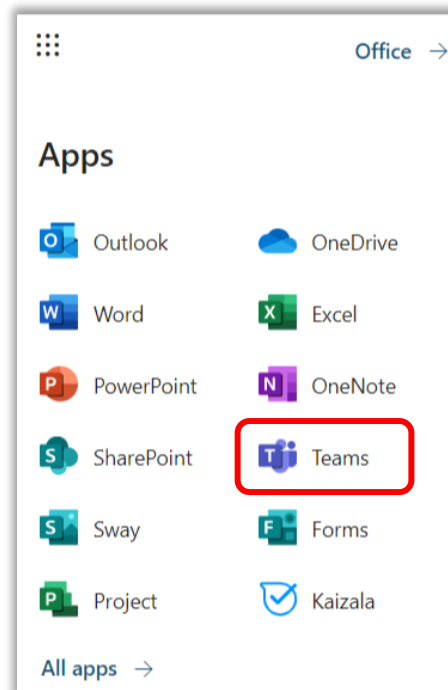 Office →
Apps
Outlook OneDrive
Word Excel
PowerPoint OneNote
SharePoint Teams
Sway Forms
Project Kaizala
All apps →